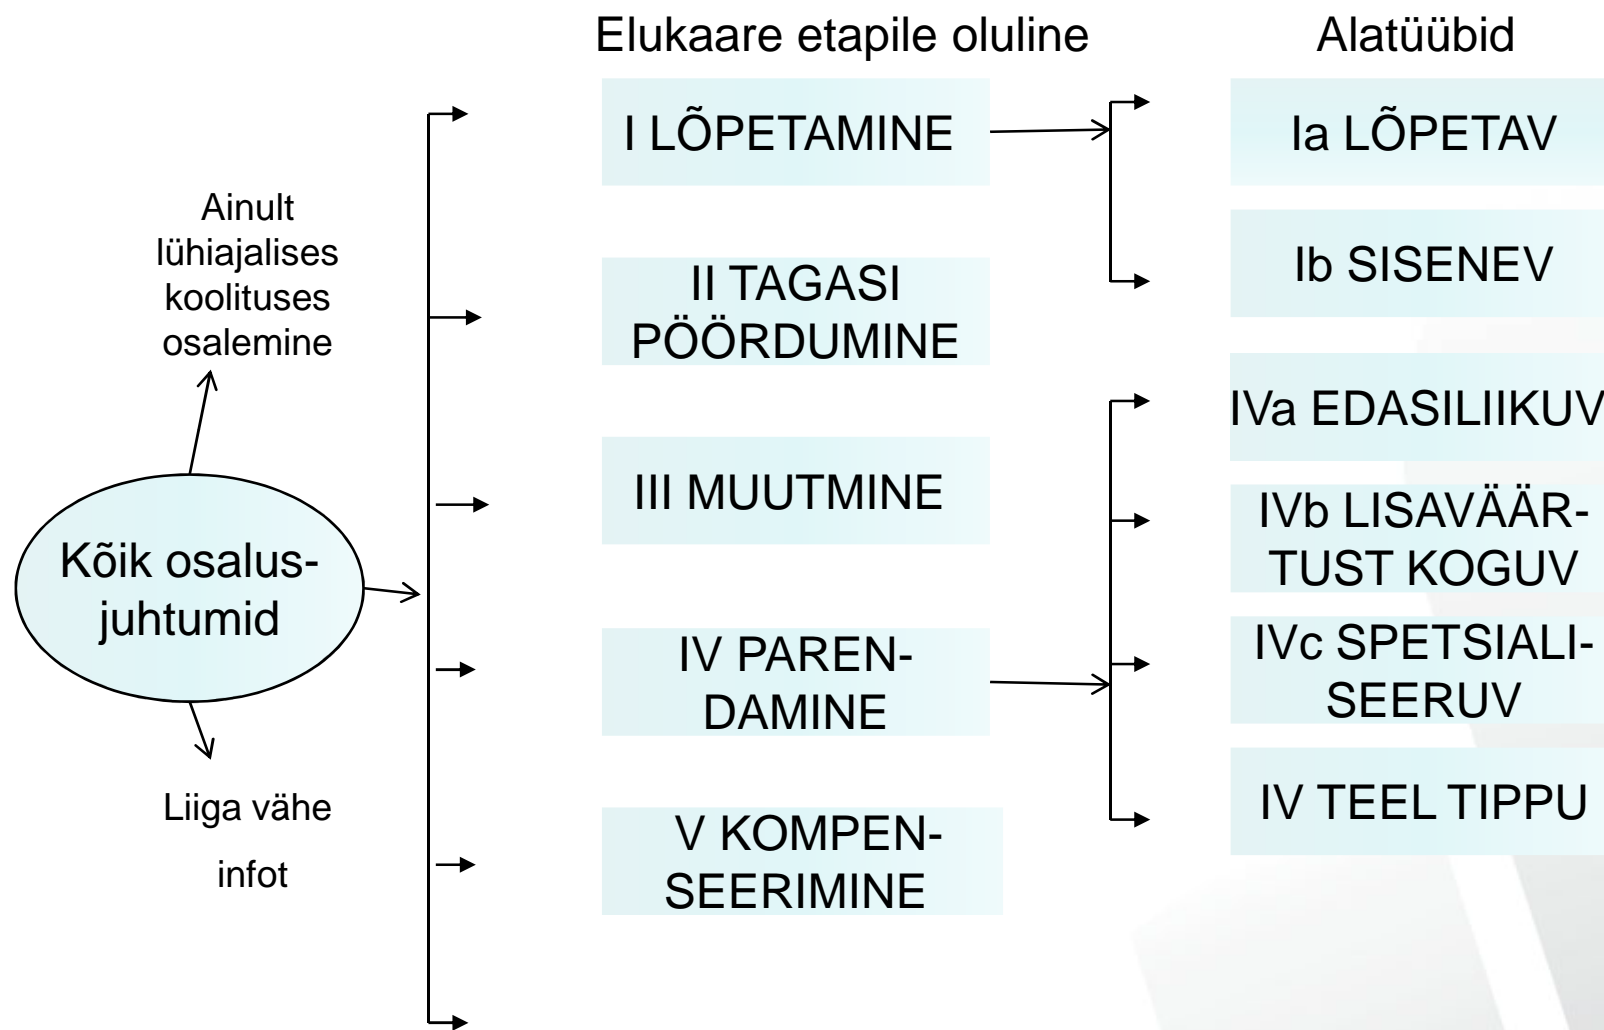 Elukaare etapile oluline
Alatüübid
Ainult
lühiajalises
koolituses
osalemine
Kõik osalus-
juhtumid
Liiga vähe
infot
I LÕPETAMINE
II TAGASI
PÖÖRDUMINE
III MUUTMINE
IV PAREN-
DAMINE
V KOMPEN-
SEERIMINE
Ia LÕPETAV
Ib SISENEV
IVa EDASILIIKUV
IVb LISAVÄÄR-
TUST KOGUV
IVc SPETSIALI-
SEERUV
IV TEEL TIPPU